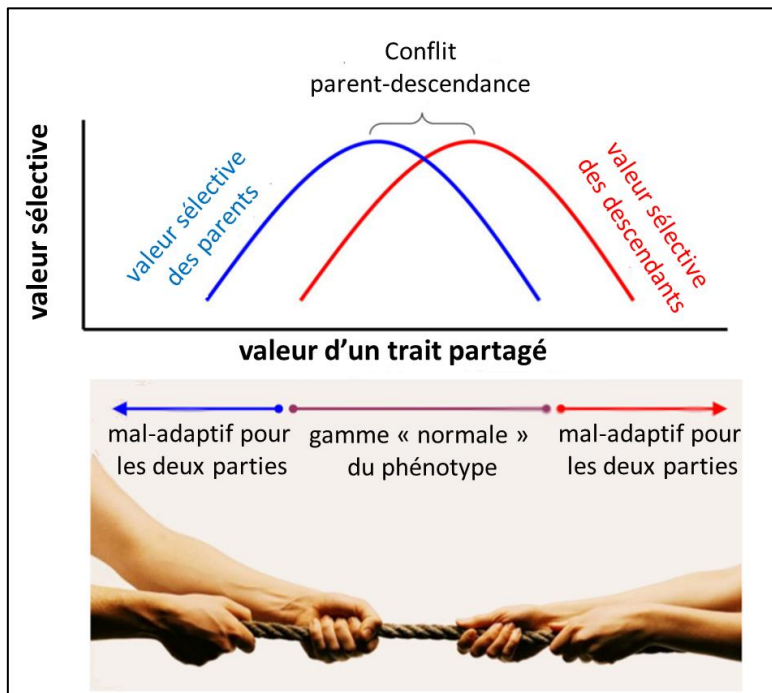 Conflit
parent-descendance
valeur sélective
valeur sélective
des parents
valeur sélective
des descendants
valeur d’un trait partagé
mal-adaptif pour
les deux parties
gamme « normale »
du phénotype
mal-adaptif pour
les deux parties